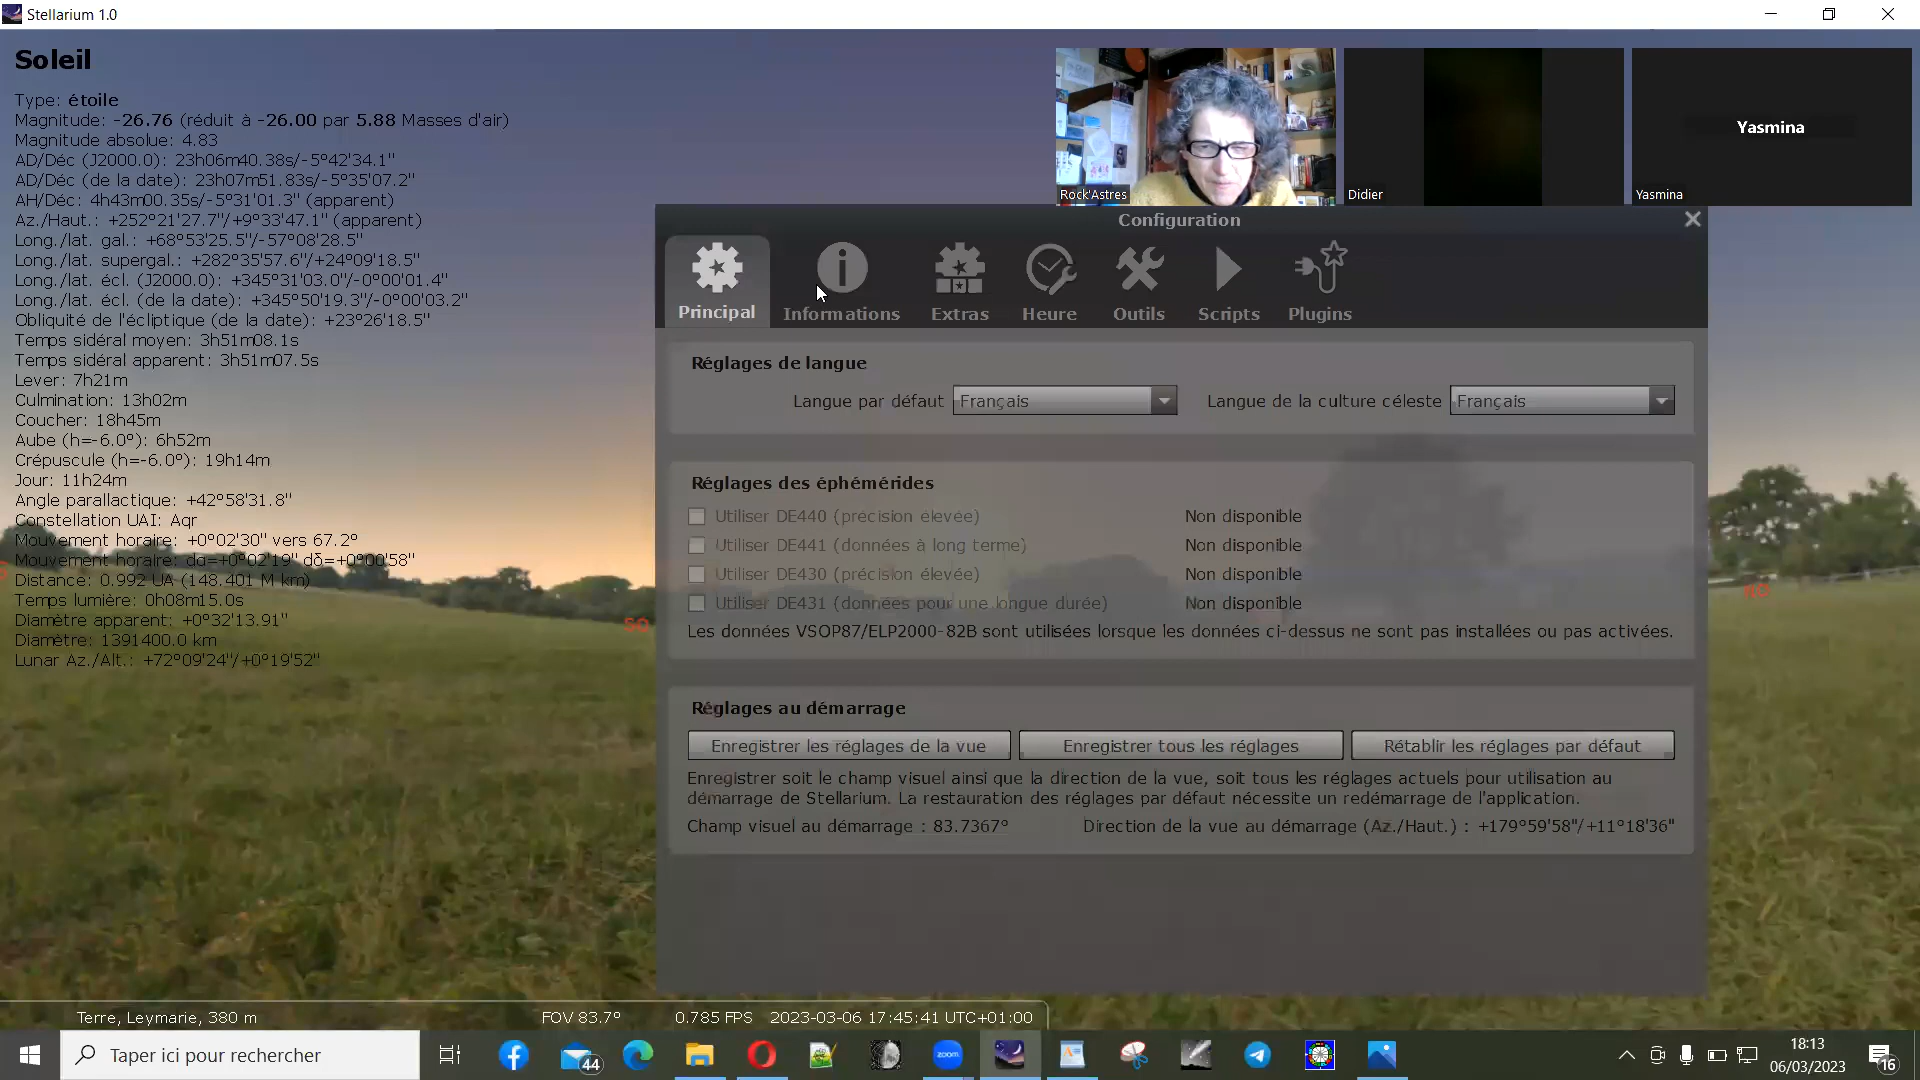 Stellarium 1.0
Soleil
Type: étoile
Magnitude: -26.76 (réduit à -26.00 par 5.88 Masses d'air)
Magnitude absolue: 4.83
AD/Déc (J2000.0): 23h06m40.38s/-5°42'34.1"
AD/Déc (de la date): 23h07m51.83s/-5°35'07.2"
AH/Déc: 4h43m00.35s/-5°31'01.3" (apparent)
Az./Haut.: +252°21'27.7"/+9°33'47.1" (apparent)
Long./lat. gal.: +68°53'25.5"/-57°08'28.5"
Long./lat. supergal.: +282°35'57.6"/+24°09'18.5"
Long./lat. écl. (J2000.0): +345°31'03.0"/-0°00'01.4"
Long./lat. écl. (de la date): +345°50'19.3"/-0°00'03.2"
Obliquité de l'écliptique (de la date): +23°26'18.5"
Temps sidéral moyen: 3h51m08.1s
Temps sidéral apparent: 3h51m07.5s
Lever: 7h21m
Culmination: 13h02m
Coucher: 18h45m
Aube (h=-6.0°): 6h52m
Crépuscule (h=-6.0°): 19h14m
Jour: 11h24m
Angle parallactique: +42°58'31.8"
Constellation UAI: Aqr
Mouvement horaire: +0°02'30" vers 67.2°
Mouvement horaire: dα=+0°02'19" dδ=+0°00'58"
Distance: 0.992 UA (148.401 M km)
Temps lumière: 0h08m15.0s
Diamètre apparent: +0°32'13.91"
Diamètre: 1391400.0 km
Lunar Az./Alt.: +72°09'24"/+0°19'52"
Rock'Astres
Didier
Yasmina
Yasmina
Configuration
Principal
Informations
Extras
Heure
Outils
Scripts
Plugins
Réglages de langue
Langue par défaut Français Langue de la culture céleste Français
Réglages des éphémérides
Utiliser DE440 (précision élevée) Non disponible
Utiliser DE441 (données à long terme) Non disponible
Utiliser DE430 (précision élevée) Non disponible
Utiliser DE431 (données pour une longue durée) Non disponible
Les données VSOP87/ELP2000-82B sont utilisées lorsque les données ci-dessus ne sont pas installées ou pas activées.
Réglages au démarrage
Enregistrer les réglages de la vue Enregistrer tous les réglages Rétablir les réglages par défaut
Enregistrer soit le champ visuel ainsi que la direction de la vue, soit tous les réglages actuels pour utilisation au
démarrage de Stellarium. La restauration des réglages par défaut nécessite un redémarrage de l'application.
Champ visuel au démarrage : 83.7367° Direction de la vue au démarrage (Az./Haut.) : +179°59'58"/+11°18'36"
SO
NO
Terre, Leymarie, 380 m FOV 83.7° 0.785 FPS 2023-03-06 17:45:41 UTC+01:00
Taper ici pour rechercher
44
zoom
18:13
06/03/2023
16